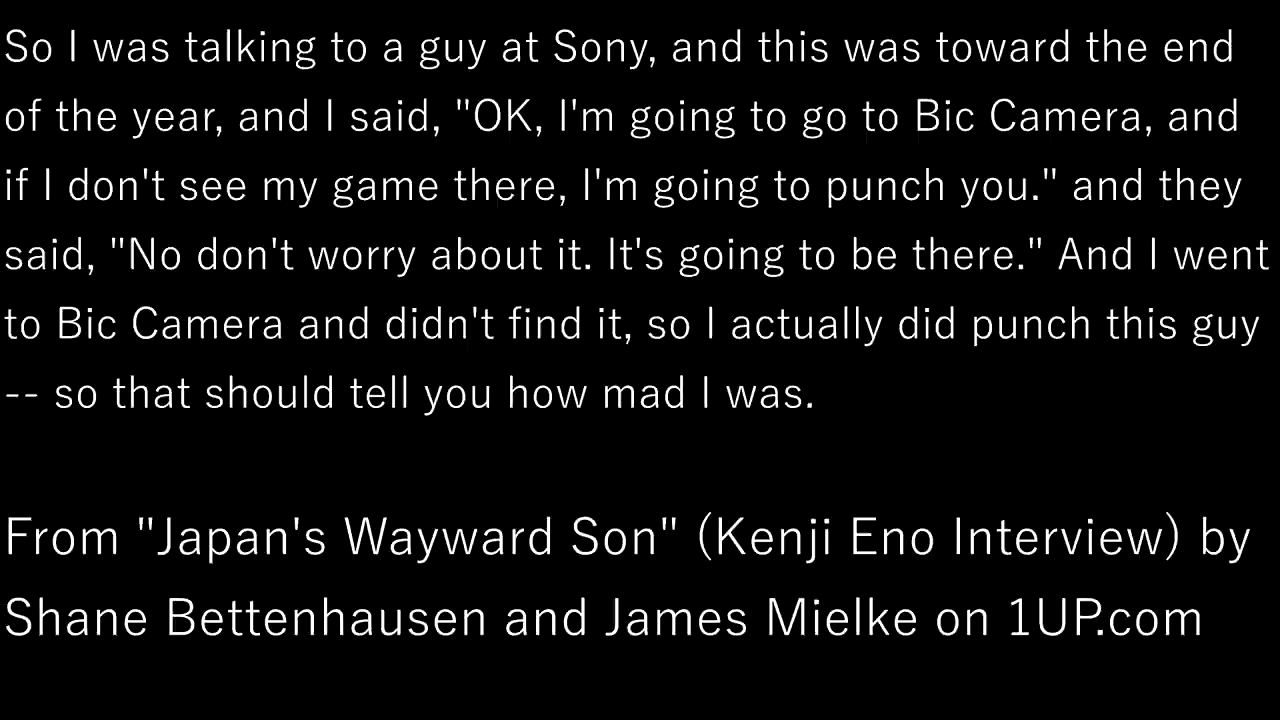 So I was talking to a guy at Sony, and this was toward the end
of the year, and I said, "OK, I'm going to go to Bic Camera, and
if I don't see my game there, I'm going to punch you." and they
said, "No don't worry about it. It's going to be there." And I went
to Bic Camera and didn't find it, so I actually did punch this guy
-- so that should tell you how mad I was.
From "Japan's Wayward Son" (Kenji Eno Interview) by
Shane Bettenhausen and James Mielke on 1UP.com